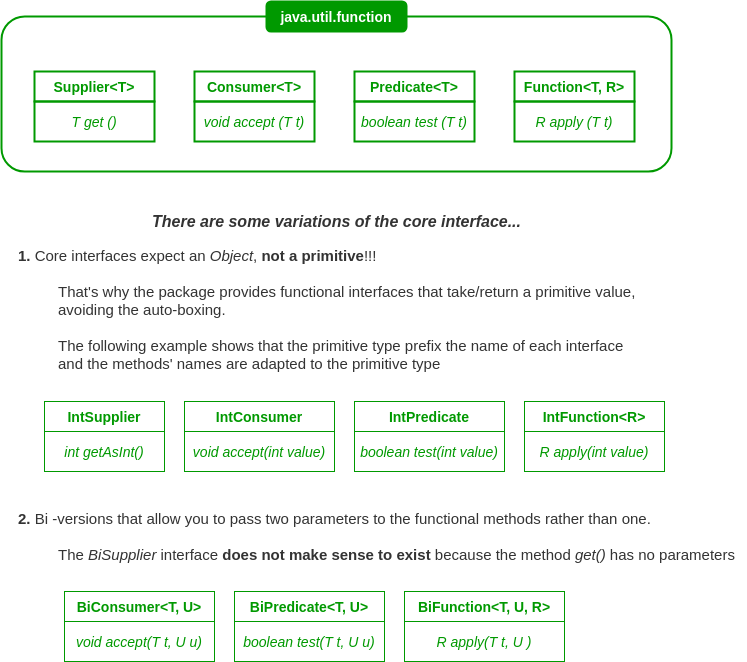 java.util.function
Supplier<T>
T get ()
Consumer<T>
void accept (T t)
Predicate<T>
boolean test (T t)
Function<T, R>
R apply (T t)
There are some variations of the core interface...
1. Core interfaces expect an Object, not a primitive!!!
That's why the package provides functional interfaces that take/return a primitive value,
avoiding the auto-boxing.
The following example shows that the primitive type prefix the name of each interface
and the methods' names are adapted to the primitive type
IntSupplier
int getAsInt()
IntConsumer
void accept(int value)
IntPredicate
boolean test(int value)
IntFunction<R>
R apply(int value)
2. Bi -versions that allow you to pass two parameters to the functional methods rather than one.
The BiSupplier interface does not make sense to exist because the method get() has no parameters
BiConsumer<T, U>
void accept(T t, U u)
BiPredicate<T, U>
boolean test(T t, U u)
BiFunction<T, U, R>
R apply(T t, U )